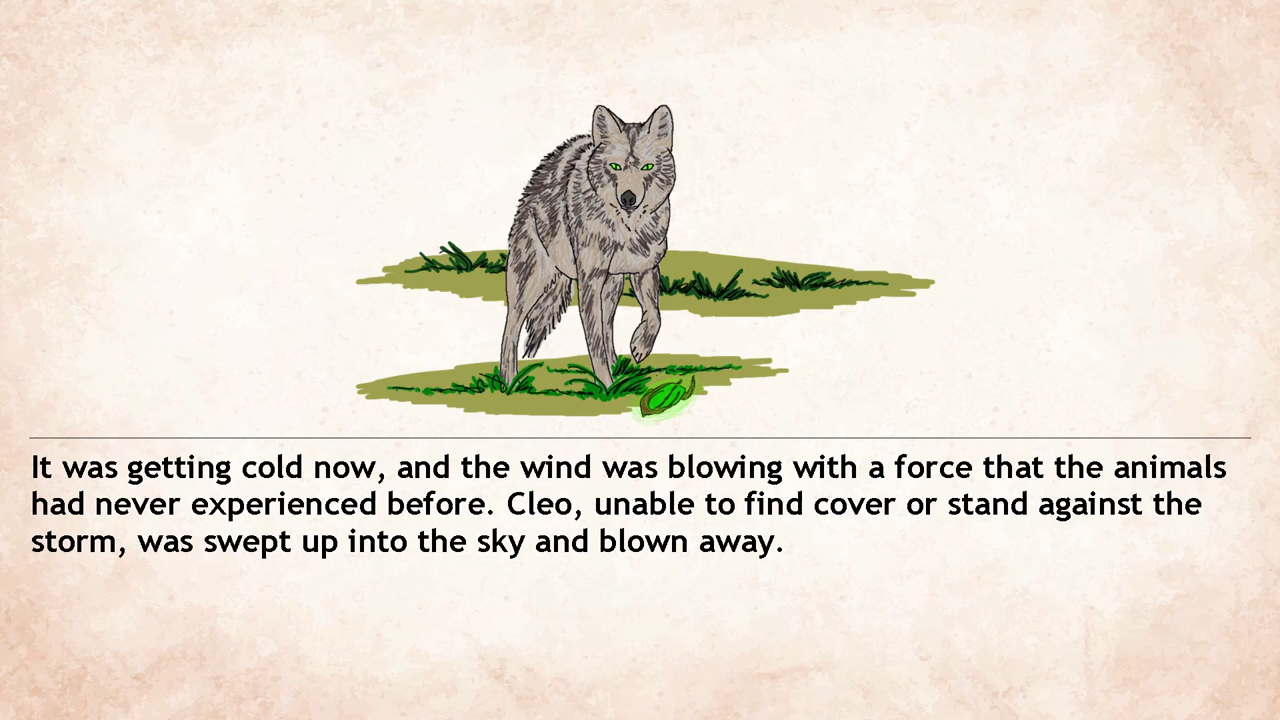 It was getting cold now, and the wind was blowing with a force that the animals
had never experienced before. Cleo, unable to find cover or stand against the
storm, was swept up into the sky and blown away.